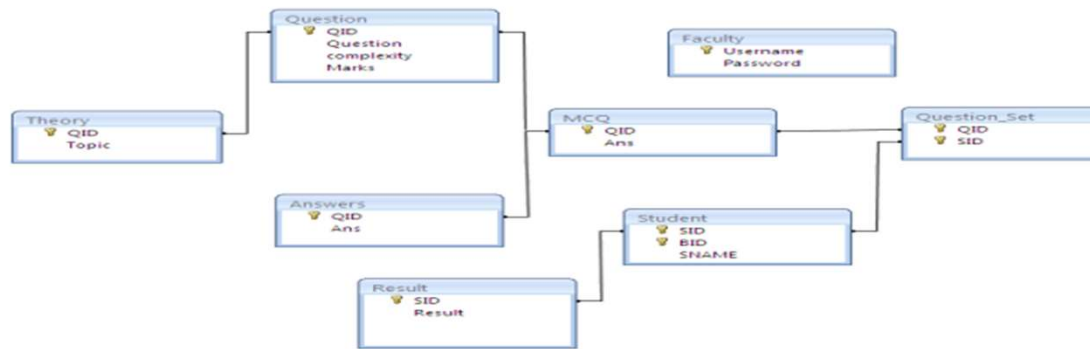 Question
QID
Question
complexity
Marks
Faculty
Username
Password
Theory
QID
Topic
MCQ
QID
Ans
Question_Set
QID
SID
Answers
QID
Ans
Student
SID
BID
SNAME
Result
SID
Result